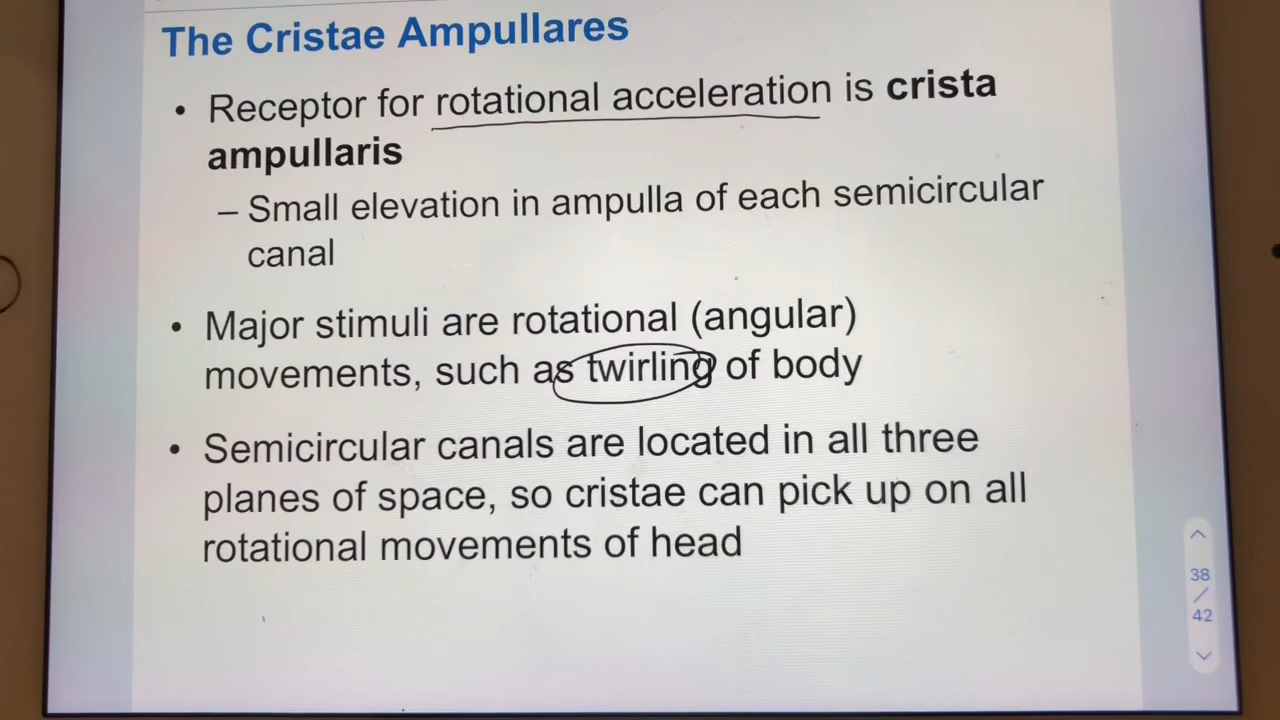 The Cristae Ampullares
• Receptor for rotational acceleration is crista
ampullaris
– Small elevation in ampulla of each semicircular
canal
• Major stimuli are rotational (angular)
movements, such as twirling of body
• Semicircular canals are located in all three
planes of space, so cristae can pick up on all
rotational movements of head
38
/
42